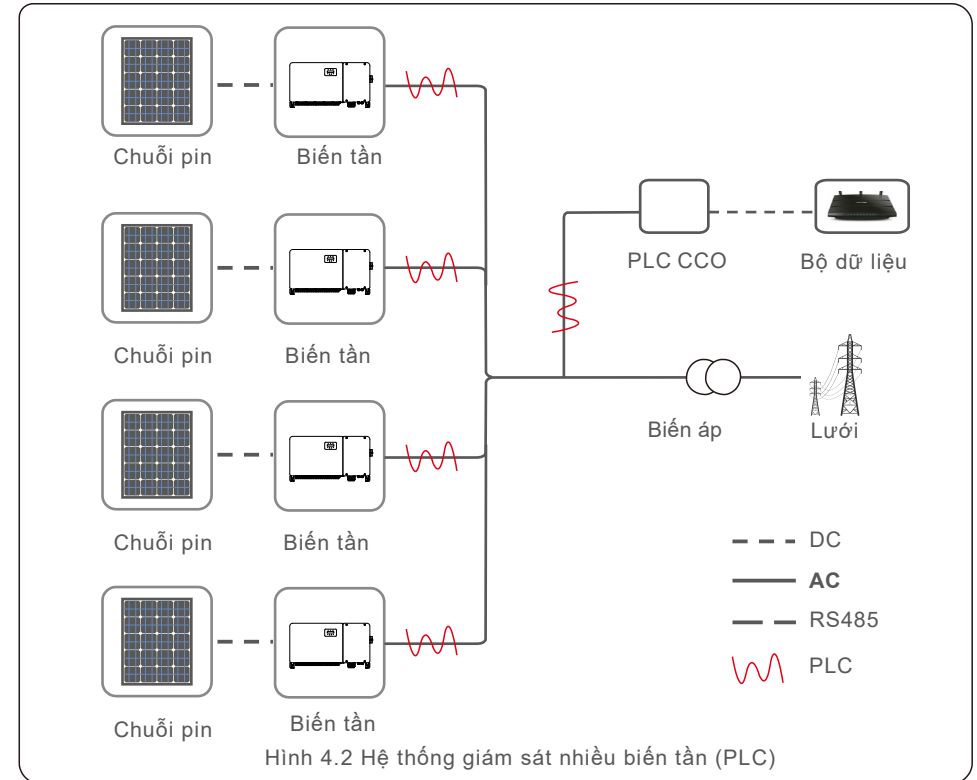 Chuỗi pin
Biến tần
Chuỗi pin
Biến tần
PLC CCO
Bộ dữ liệu
Biến áp
Lưới
Chuỗi pin
Biến tần
Chuỗi pin
Biến tần
DC
AC
RS485
PLC
Hình 4.2 Hệ thống giám sát nhiều biến tần (PLC)